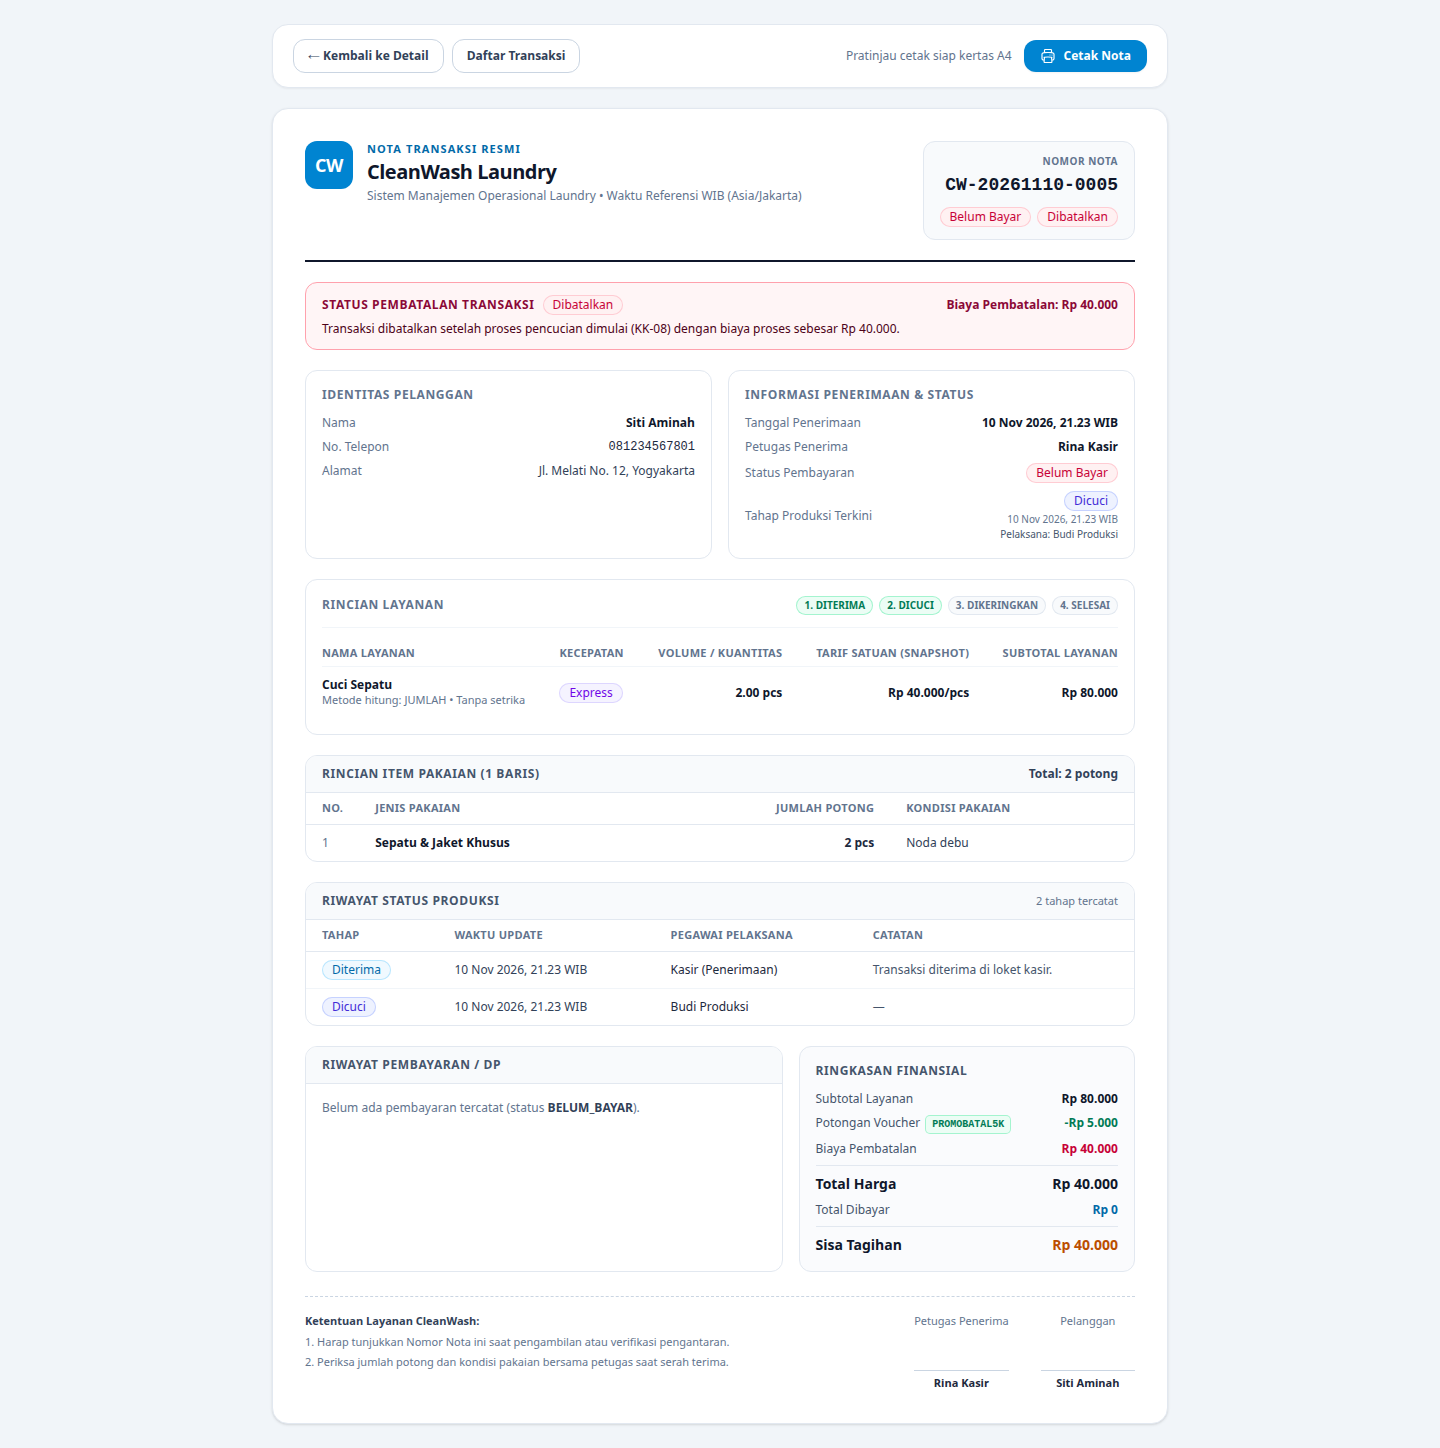 ← Kembali ke Detail
Daftar Transaksi
Pratinjau cetak siap kertas A4
Cetak Nota
CW
NOTA TRANSAKSI RESMI
CleanWash Laundry
Sistem Manajemen Operasional Laundry • Waktu Referensi WIB (Asia/Jakarta)
NOMOR NOTA
CW-20261110-0005
Belum Bayar Dibatalkan
STATUS PEMBATALAN TRANSAKSI Dibatalkan
Biaya Pembatalan: Rp 40.000
Transaksi dibatalkan setelah proses pencucian dimulai (KK-08) dengan biaya proses sebesar Rp 40.000.
IDENTITAS PELANGGAN
Nama Siti Aminah
No. Telepon 081234567801
Alamat Jl. Melati No. 12, Yogyakarta
INFORMASI PENERIMAAN & STATUS
Tanggal Penerimaan 10 Nov 2026, 21.23 WIB
Petugas Penerima Rina Kasir
Status Pembayaran Belum Bayar
Tahap Produksi Terkini Dicuci
10 Nov 2026, 21.23 WIB
Pelaksana: Budi Produksi
RINCIAN LAYANAN
1. DITERIMA 2. DICUCI 3. DIKERINGKAN 4. SELESAI
NAMA LAYANAN KECEPATAN VOLUME / KUANTITAS TARIF SATUAN (SNAPSHOT) SUBTOTAL LAYANAN
Cuci Sepatu
Metode hitung: JUMLAH • Tanpa setrika
Express 2.00 pcs Rp 40.000/pcs Rp 80.000
RINCIAN ITEM PAKAIAN (1 BARIS) Total: 2 potong
NO. JENIS PAKAIAN JUMLAH POTONG KONDISI PAKAIAN
1 Sepatu & Jaket Khusus 2 pcs Noda debu
RIWAYAT STATUS PRODUKSI 2 tahap tercatat
TAHAP WAKTU UPDATE PEGAWAI PELAKSANA CATATAN
Diterima 10 Nov 2026, 21.23 WIB Kasir (Penerimaan) Transaksi diterima di loket kasir.
Dicuci 10 Nov 2026, 21.23 WIB Budi Produksi —
RIWAYAT PEMBAYARAN / DP
Belum ada pembayaran tercatat (status BELUM_BAYAR).
RINGKASAN FINANSIAL
Subtotal Layanan Rp 80.000
Potongan Voucher PROMOBATAL5K -Rp 5.000
Biaya Pembatalan Rp 40.000
Total Harga Rp 40.000
Total Dibayar Rp 0
Sisa Tagihan Rp 40.000
Ketentuan Layanan CleanWash:
1. Harap tunjukkan Nomor Nota ini saat pengambilan atau verifikasi pengantaran.
2. Periksa jumlah potong dan kondisi pakaian bersama petugas saat serah terima.
Petugas Penerima Pelanggan
Rina Kasir Siti Aminah